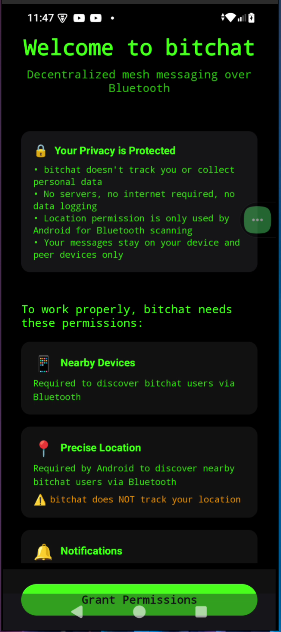 11:47
Welcome to bitchat
Decentralized mesh messaging over
Bluetooth
Your Privacy is Protected
• bitchat doesn't track you or collect
personal data
• No servers, no internet required, no
data logging
• Location permission is only used by
Android for Bluetooth scanning
• Your messages stay on your device and
peer devices only
To work properly, bitchat needs
these permissions:
Nearby Devices
Required to discover bitchat users via
Bluetooth
Precise Location
Required by Android to discover nearby
bitchat users via Bluetooth
⚠️ bitchat does NOT track your location
Notifications
Grant Permissions